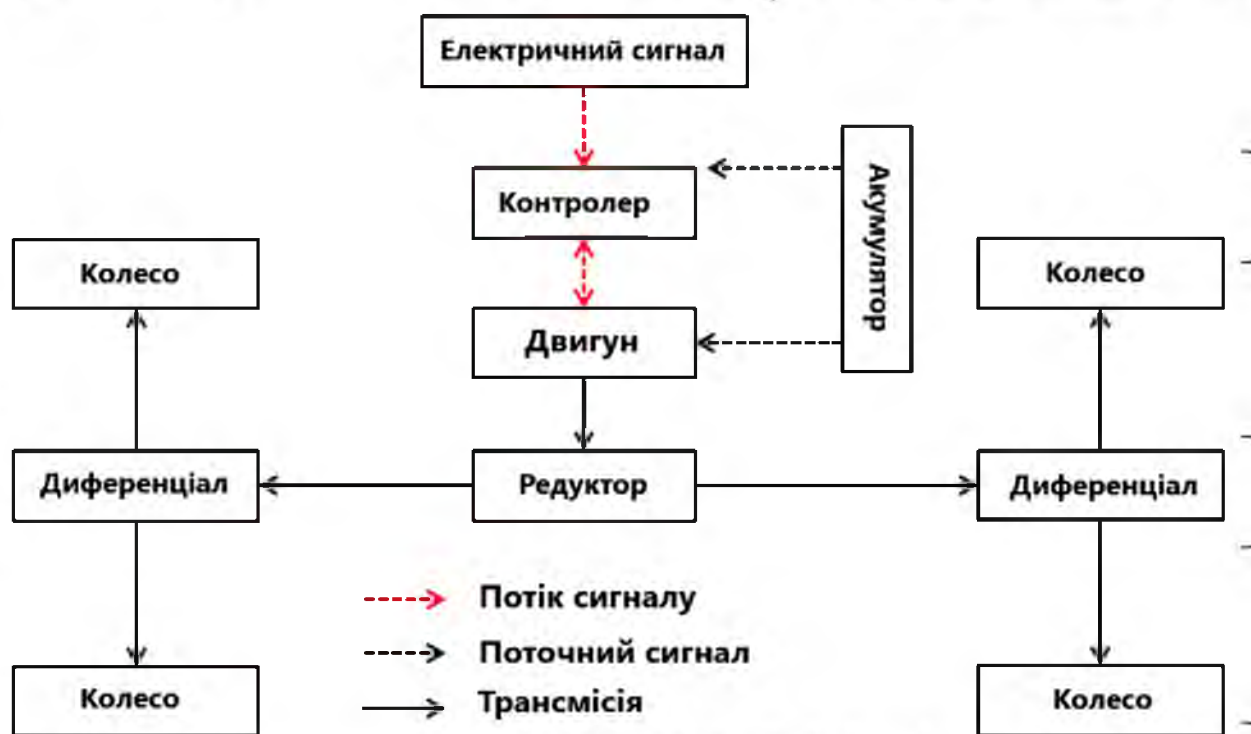 Електричний сигнал
Контролер
Акумулятор
Колесо
Колесо
Двигун
Диференціал
Редуктор
Диференціал
Потік сигналу
Поточний сигнал
Трансмісія
Колесо
Колесо